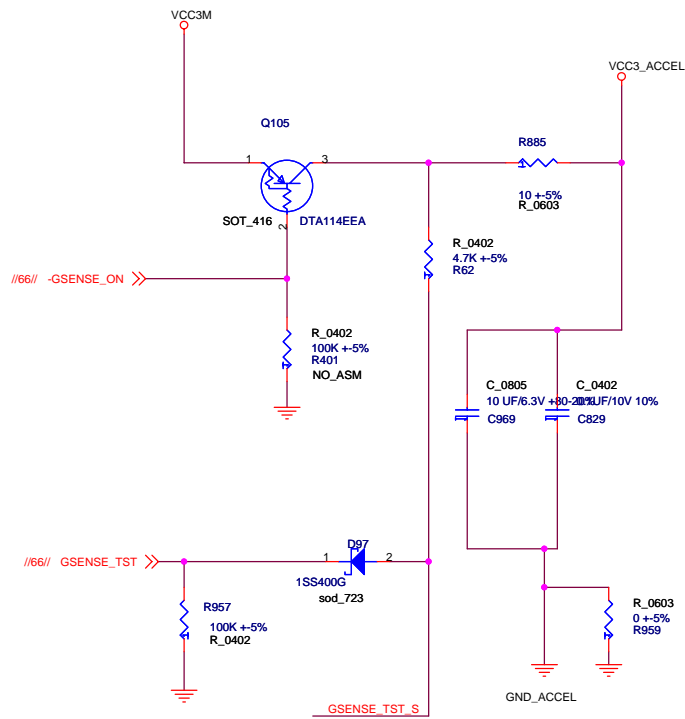 VCC3M
VCC3_ACCEL
Q105
R885
1
3
10 +-5%
R_0603
SOT_416
2
DTA114EEA
R_0402
4.7K +-5%
R62
//66// -GSENSE_ON
R_0402
100K +-5%
R401
NO_ASM
C_0805
C_0402
10 UF/6.3V +80-20%
0.1UF/10V 10%
C969
C829
D97
//66// GSENSE_TST
1
2
1SS400G
sod_723
R957
100K +-5%
R_0402
R_0603
0 +-5%
R959
GND_ACCEL
GSENSE_TST_S